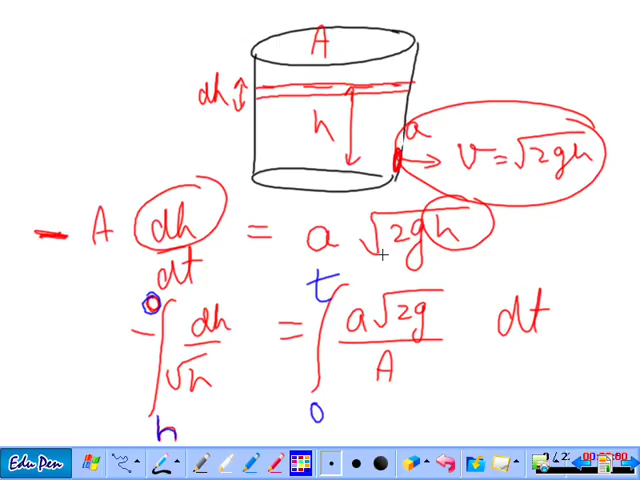 A
dh
h
a
v = √2gh
- A dh/dt = a √2gh
t
0
- ∫ dh/√h = ∫ a√2g/A dt
h
0
Edu Pen